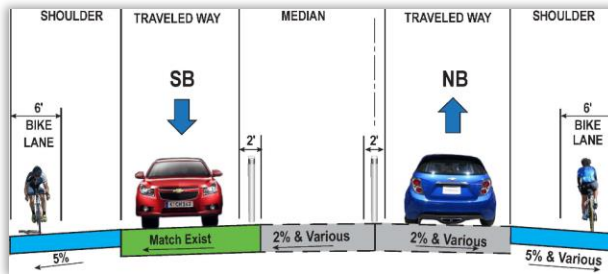 SHOULDER
TRAVELED WAY
MEDIAN
TRAVELED WAY
SHOULDER
SB
NB
6'
BIKE
LANE
2'
2'
6'
BIKE
LANE
5%
Match Exist
2% & Various
2% & Various
5% & Various